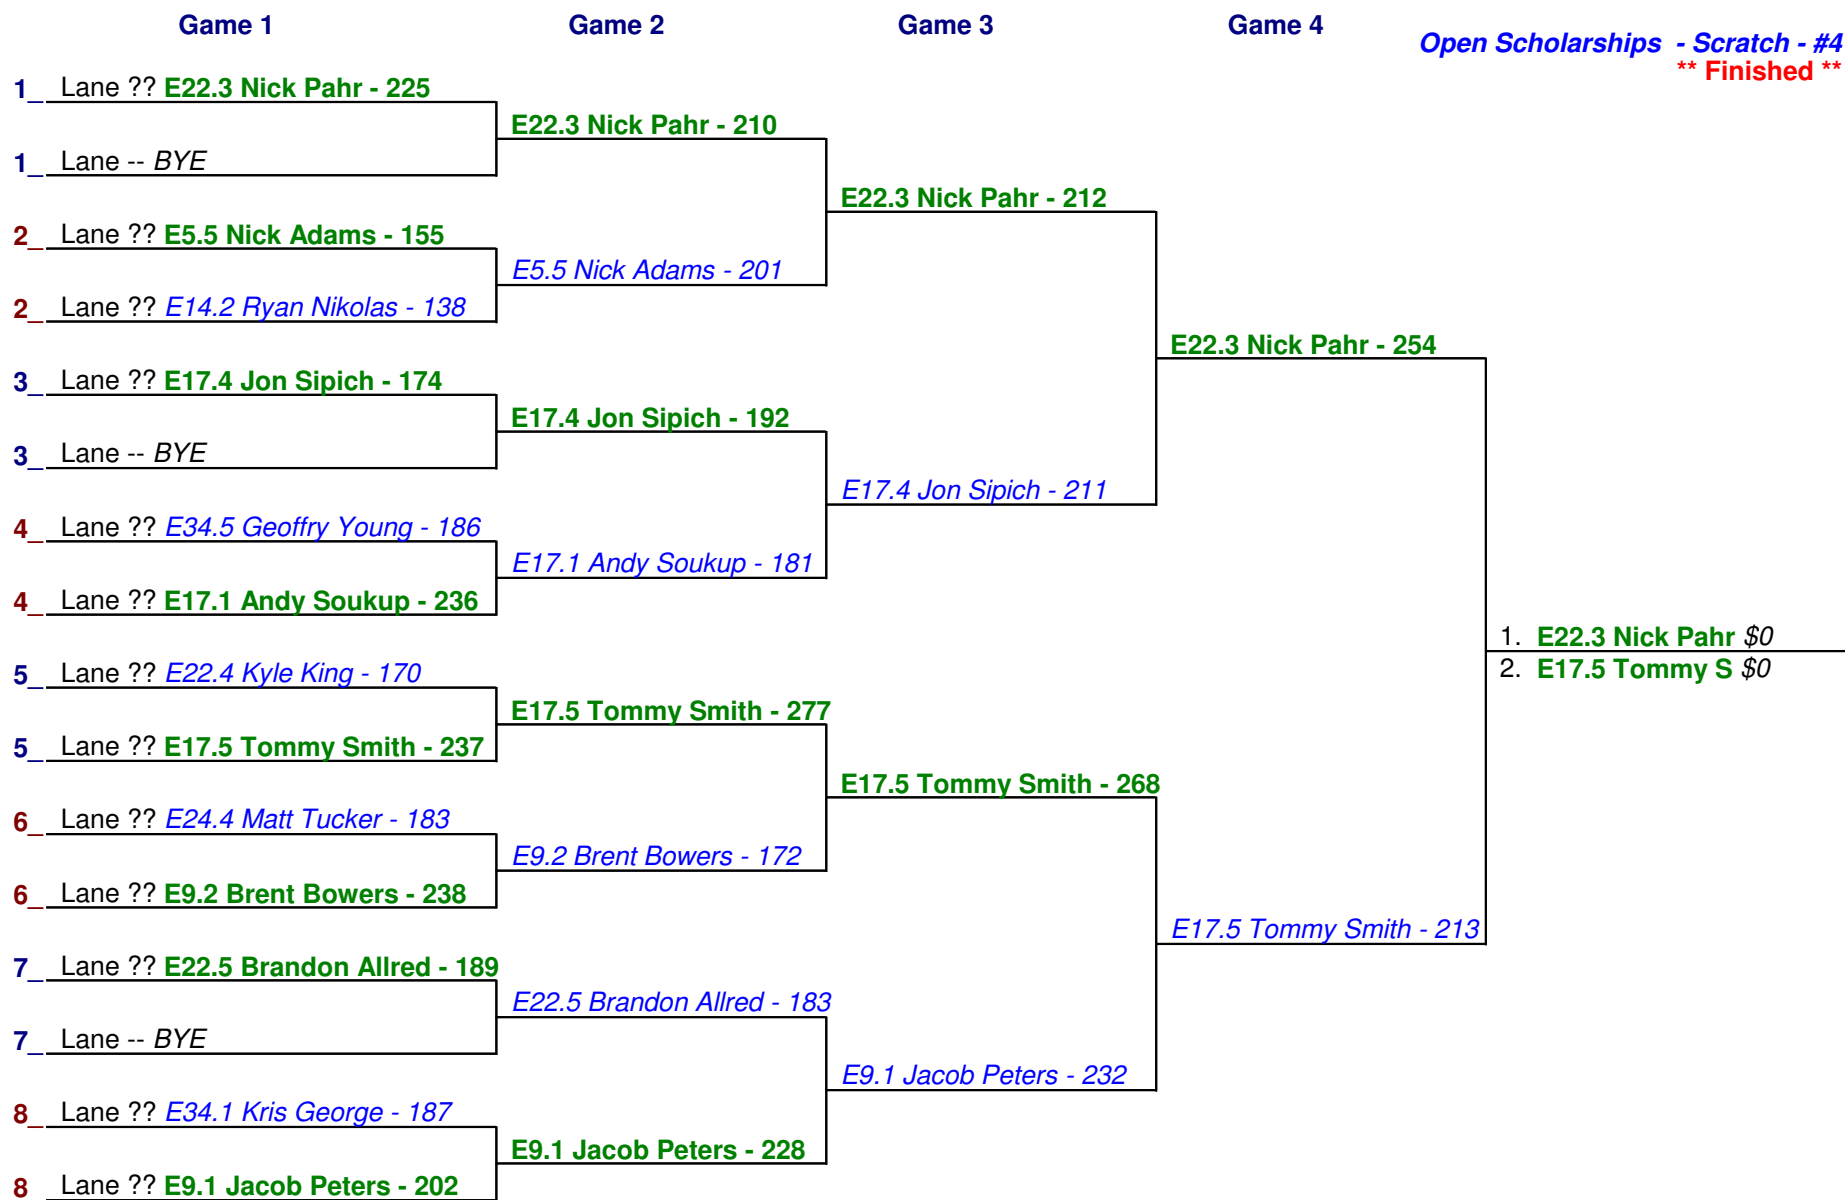 Game 1 Game 2 Game 3 Game 4
Open Scholarships - Scratch - #4
** Finished **
1_ Lane ?? E22.3 Nick Pahr - 225
E22.3 Nick Pahr - 210
1_ Lane -- BYE
E22.3 Nick Pahr - 212
2_ Lane ?? E5.5 Nick Adams - 155
E5.5 Nick Adams - 201
2_ Lane ?? E14.2 Ryan Nikolas - 138
E22.3 Nick Pahr - 254
3_ Lane ?? E17.4 Jon Sipich - 174
E17.4 Jon Sipich - 192
3_ Lane -- BYE
E17.4 Jon Sipich - 211
4_ Lane ?? E34.5 Geoffry Young - 186
E17.1 Andy Soukup - 181
4_ Lane ?? E17.1 Andy Soukup - 236
1. E22.3 Nick Pahr $0
2. E17.5 Tommy S $0
5_ Lane ?? E22.4 Kyle King - 170
E17.5 Tommy Smith - 277
5_ Lane ?? E17.5 Tommy Smith - 237
E17.5 Tommy Smith - 268
6_ Lane ?? E24.4 Matt Tucker - 183
E9.2 Brent Bowers - 172
6_ Lane ?? E9.2 Brent Bowers - 238
E17.5 Tommy Smith - 213
7_ Lane ?? E22.5 Brandon Allred - 189
E22.5 Brandon Allred - 183
7_ Lane -- BYE
E9.1 Jacob Peters - 232
8_ Lane ?? E34.1 Kris George - 187
E9.1 Jacob Peters - 228
8 Lane ?? E9.1 Jacob Peters - 202